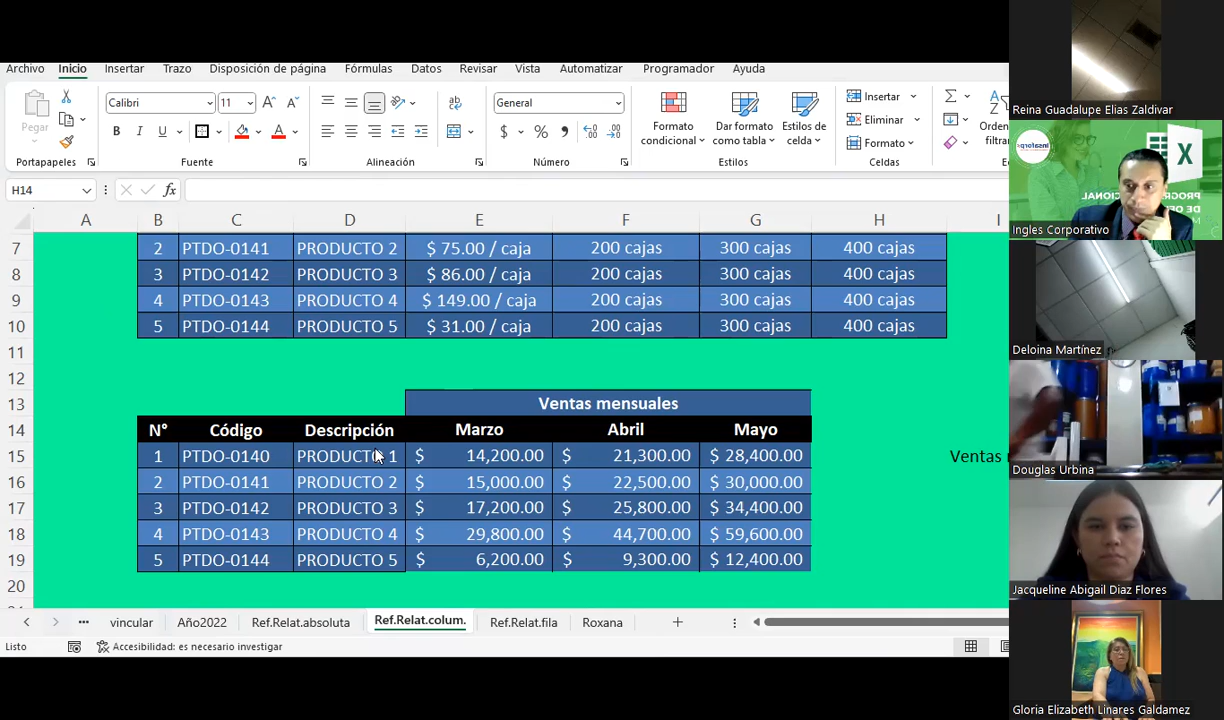 Archivo Inicio Insertar Trazo Disposición de página Fórmulas Datos Revisar Vista Automatizar Programador Ayuda
Pegar
Calibri 11
General
Formato condicional
Dar formato como tabla
Estilos de celda
Insertar
Eliminar
Formato
Orden
filtrar
Portapapeles Fuente Alineación Número Estilos Celdas
H14 fx
A B C D E F G H I
7 2 PTDO-0141 PRODUCTO 2 $ 75.00 / caja 200 cajas 300 cajas 400 cajas
8 3 PTDO-0142 PRODUCTO 3 $ 86.00 / caja 200 cajas 300 cajas 400 cajas
9 4 PTDO-0143 PRODUCTO 4 $ 149.00 / caja 200 cajas 300 cajas 400 cajas
10 5 PTDO-0144 PRODUCTO 5 $ 31.00 / caja 200 cajas 300 cajas 400 cajas
11
12
13 Ventas mensuales
14 N° Código Descripción Marzo Abril Mayo
15 1 PTDO-0140 PRODUCTO 1 $ 14,200.00 $ 21,300.00 $ 28,400.00 Ventas
16 2 PTDO-0141 PRODUCTO 2 $ 15,000.00 $ 22,500.00 $ 30,000.00
17 3 PTDO-0142 PRODUCTO 3 $ 17,200.00 $ 25,800.00 $ 34,400.00
18 4 PTDO-0143 PRODUCTO 4 $ 29,800.00 $ 44,700.00 $ 59,600.00
19 5 PTDO-0144 PRODUCTO 5 $ 6,200.00 $ 9,300.00 $ 12,400.00
20
vincular Año2022 Ref.Relat.absoluta Ref.Relat.colum. Ref.Relat.fila Roxana
Listo Accesibilidad: es necesario investigar
Reina Guadalupe Elias Zaldivar
Ingles Corporativo
Deloina Martínez
Douglas Urbina
Jacqueline Abigail Diaz Flores
Gloria Elizabeth Linares Galdamez